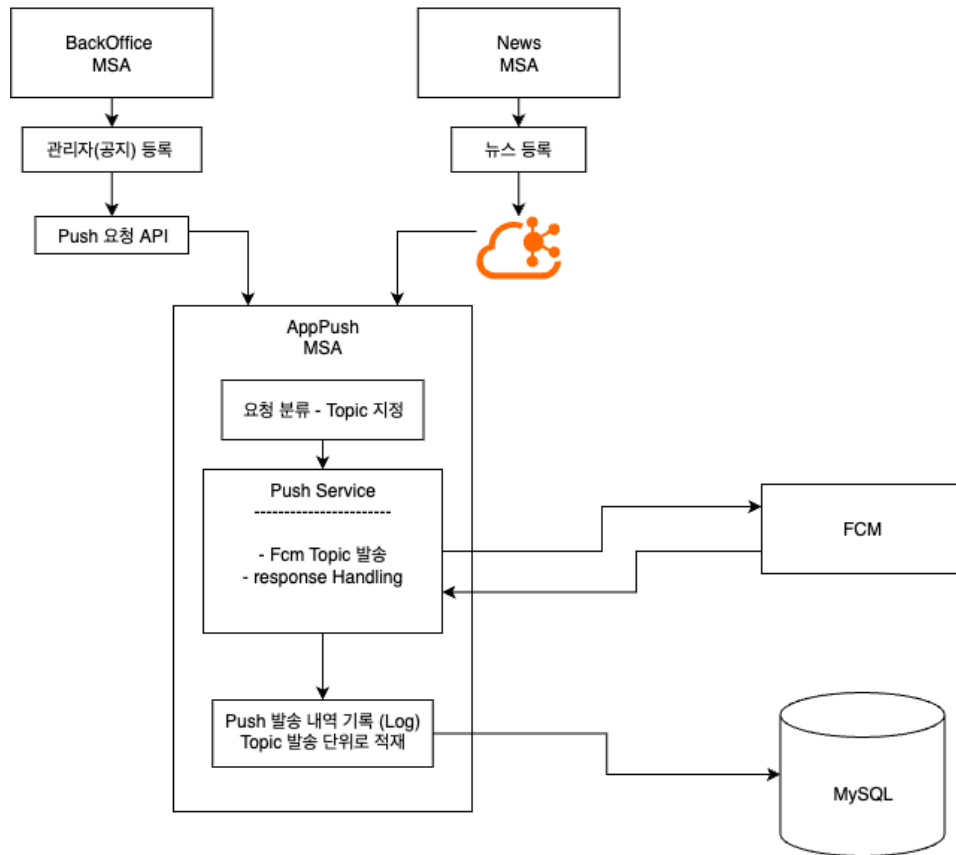 BackOffice
MSA
News
MSA
관리자(공지) 등록
뉴스 등록
Push 요청 API
AppPush
MSA
요청 분류 - Topic 지정
Push Service
-----------------------
- Fcm Topic 발송
- response Handling
FCM
Push 발송 내역 기록 (Log)
Topic 발송 단위로 적재
MySQL